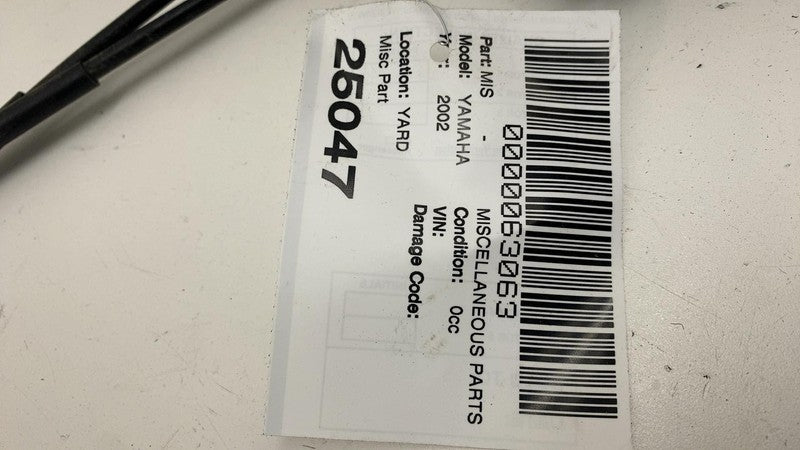 0000063063
Part: MIS - MISCELLANEOUS PARTS
Model: YAMAHA Condition: 0cc
2002 VIN:
Damage Code:
Location: YARD
Misc Part
25047